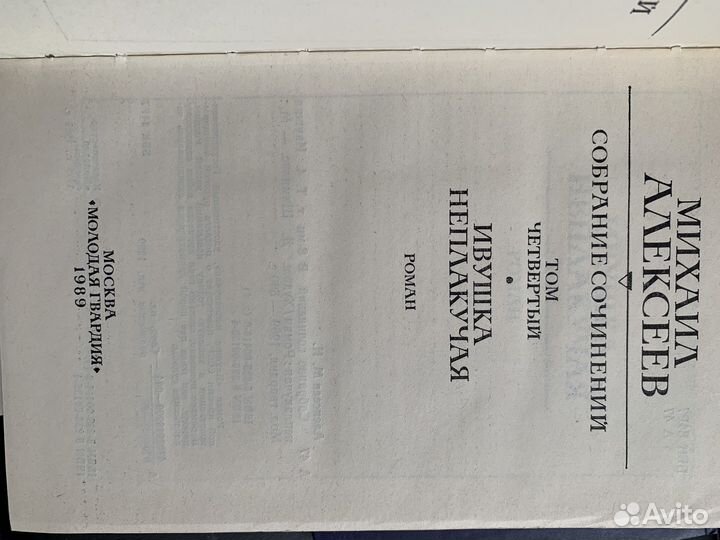 МИХАИЛ
АЛЕКСЕЕВ
СОБРАНИЕ СОЧИНЕНИЙ
ТОМ
ЧЕТВЕРТЫЙ
ИВУШКА
НЕПЛАКУЧАЯ
РОМАН
МОСКВА
«МОЛОДАЯ ГВАРДИЯ»
1989
Avito